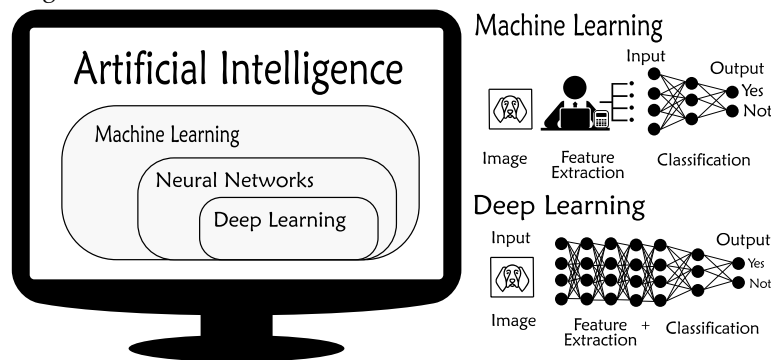 Artificial Intelligence
Machine Learning
Neural Networks
Deep Learning
Machine Learning
Input
Output
Yes
Not
Image
Feature
Extraction
Classification
Deep Learning
Input
Output
Yes
Not
Image
Feature + Classification
Extraction